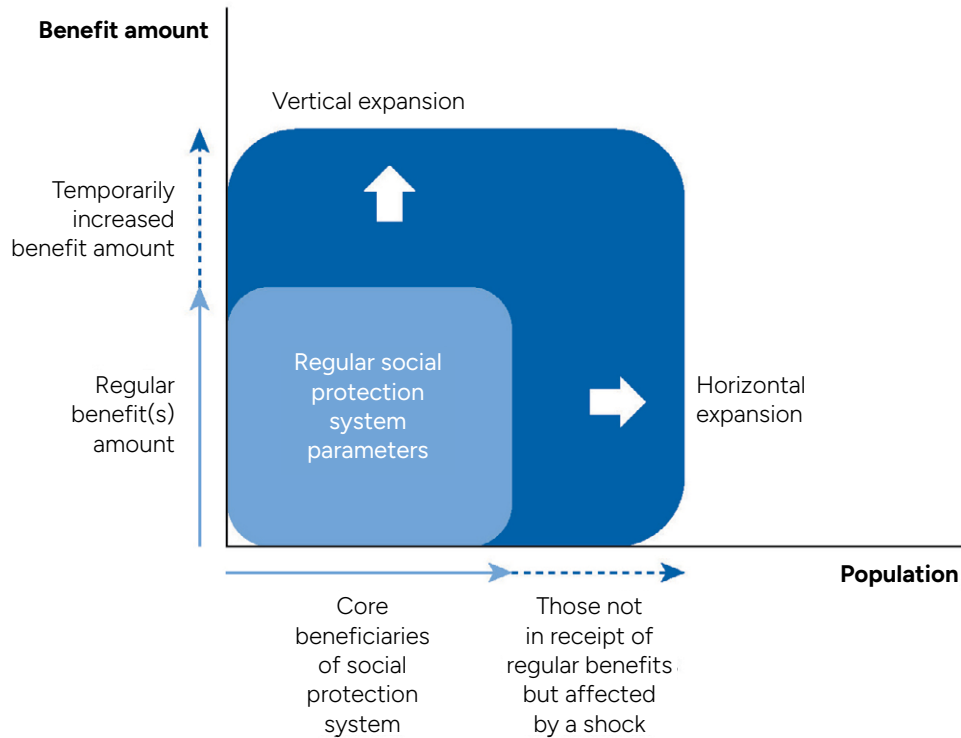 Benefit amount
Vertical expansion
Temporarily
increased
benefit amount
Regular social
protection
system
parameters
Regular
benefit(s)
amount
Horizontal
expansion
Population
Core
beneficiaries
of social
protection
system
Those not
in receipt of
regular benefits
but affected
by a shock